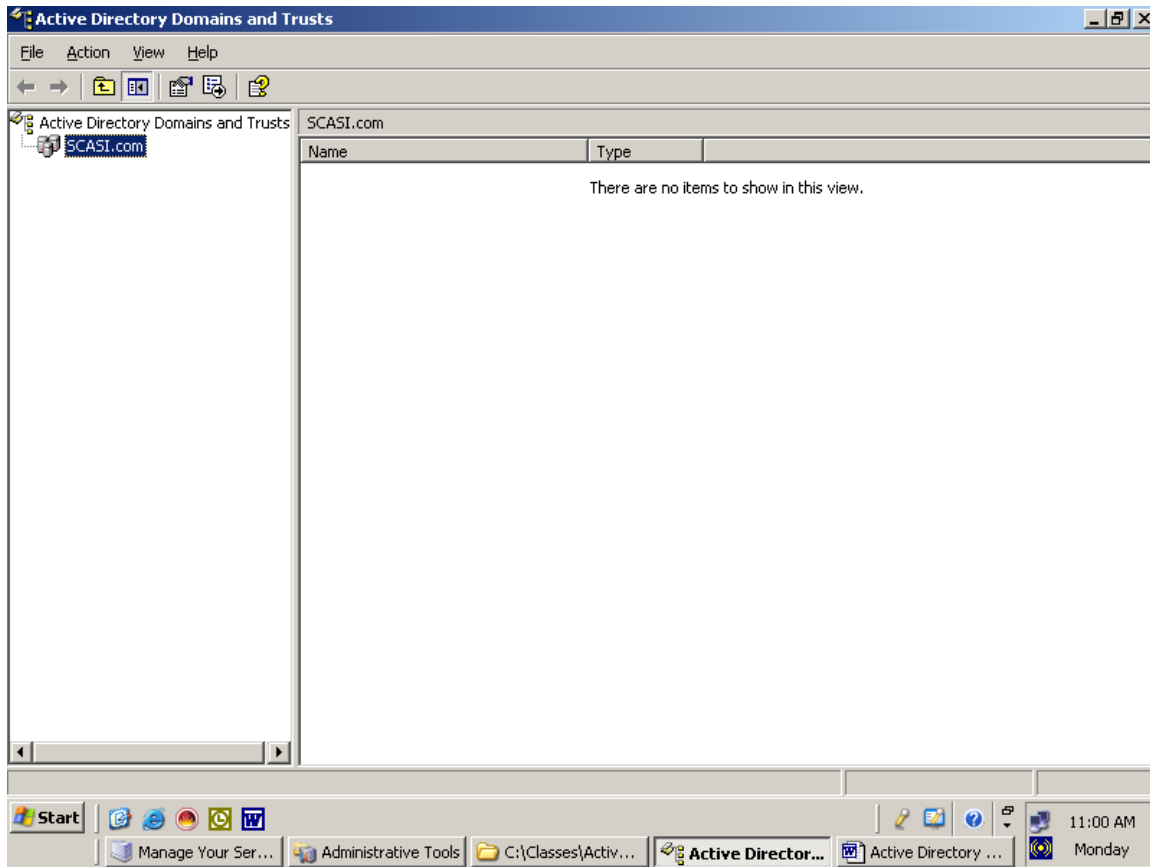 Active Directory Domains and Trusts
File Action View Help
Active Directory Domains and Trusts
SCASI.com
SCASI.com
Name Type
There are no items to show in this view.
Start
11:00 AM
Manage Your Ser... Administrative Tools C:\Classes\Activ... Active Director... Active Directory ... Monday